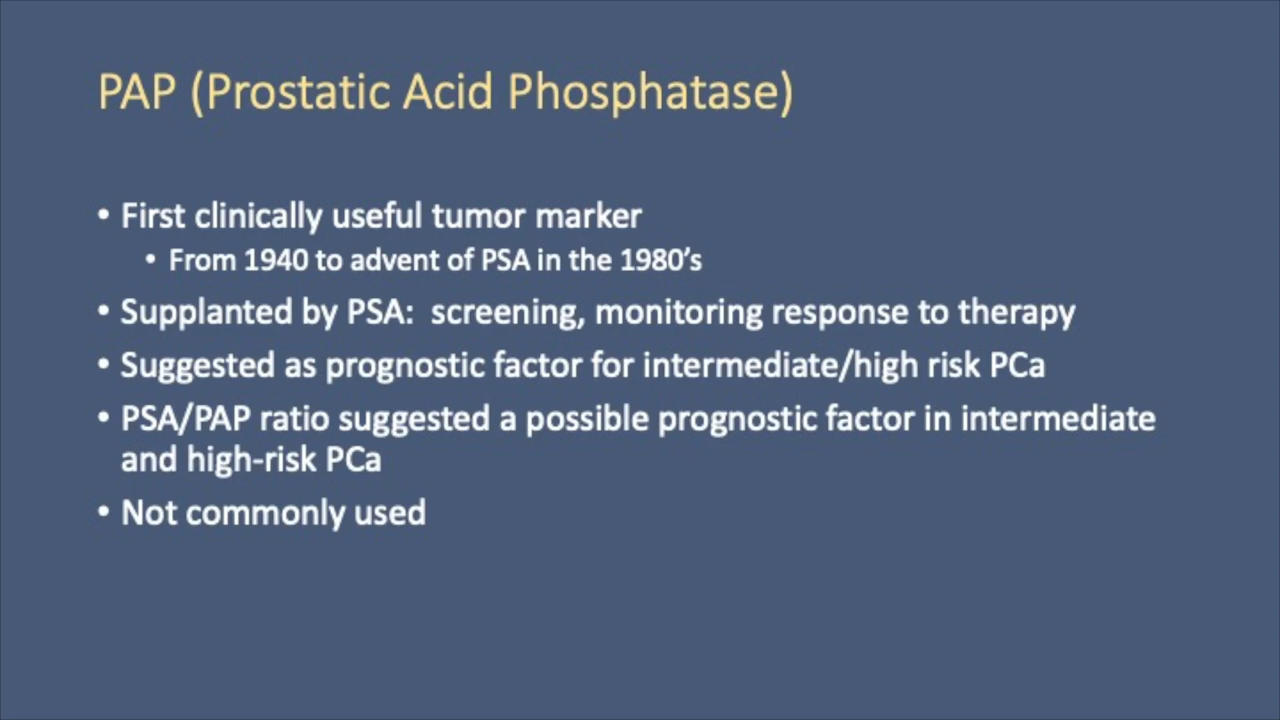 PAP (Prostatic Acid Phosphatase)
• First clinically useful tumor marker
• From 1940 to advent of PSA in the 1980’s
• Supplanted by PSA:  screening, monitoring response to therapy
• Suggested as prognostic factor for intermediate/high risk PCa
• PSA/PAP ratio suggested a possible prognostic factor in intermediate
and high-risk PCa
• Not commonly used